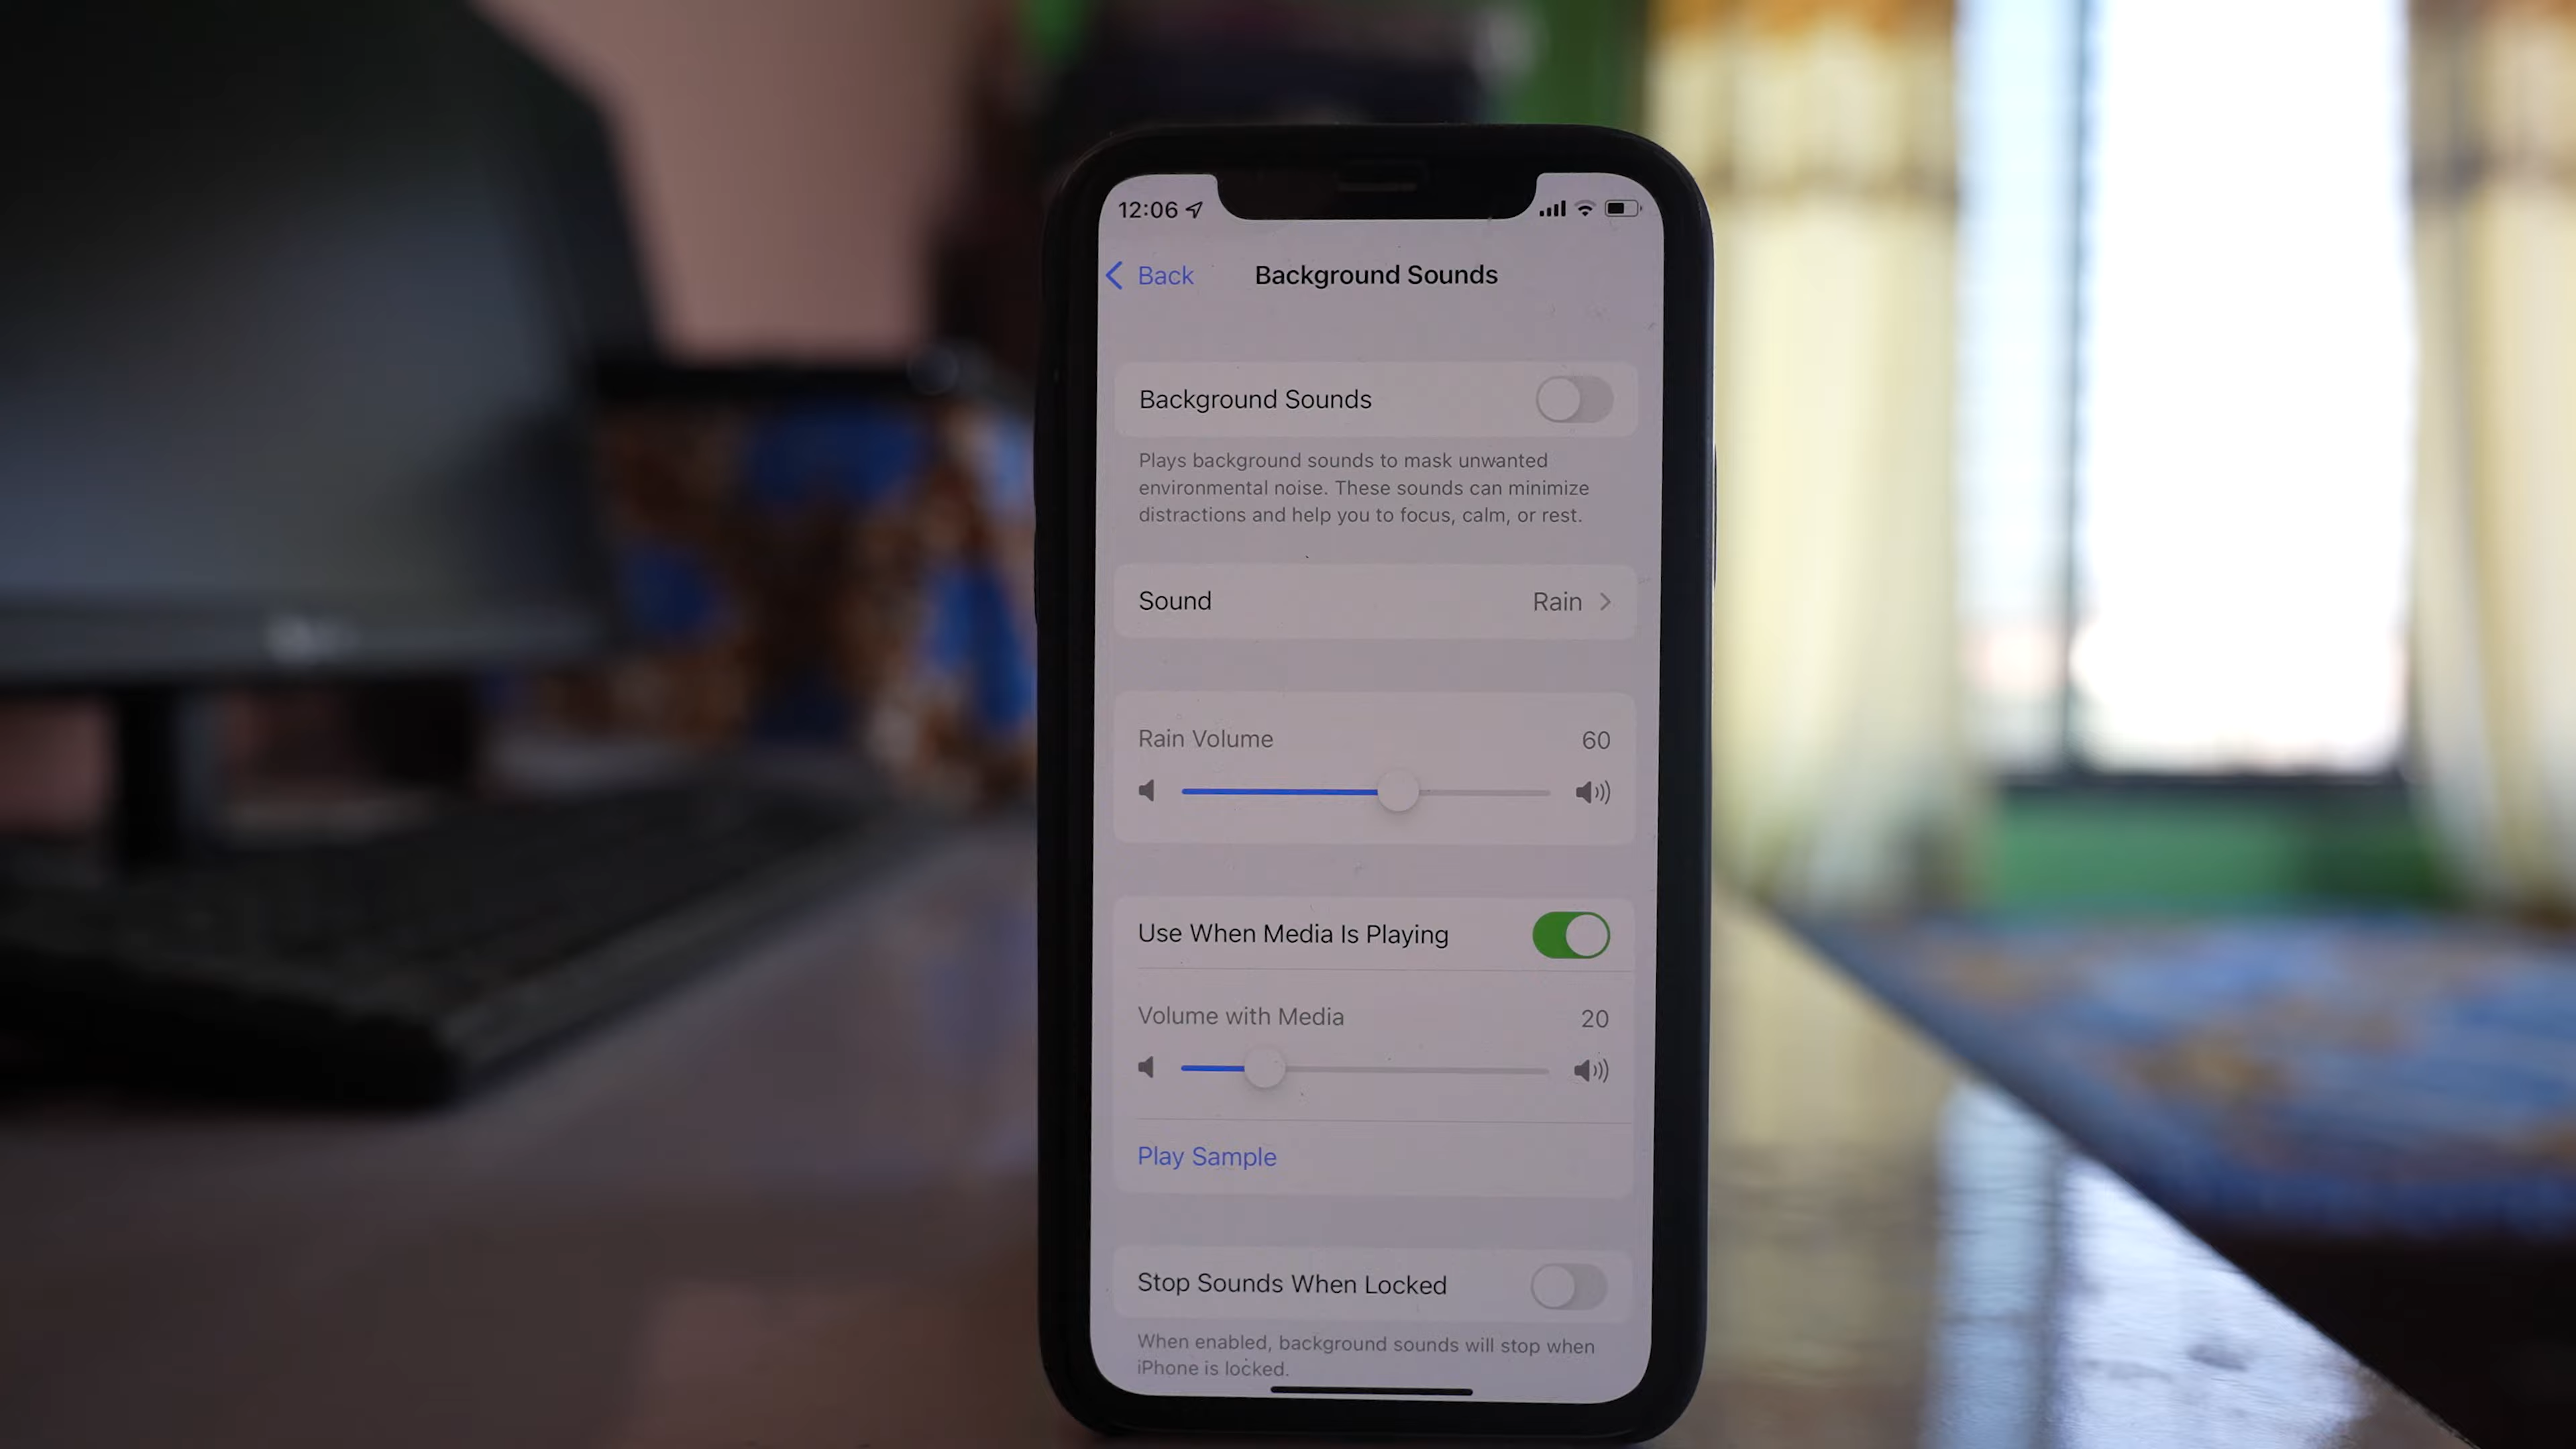 12:06
Back
Background Sounds
Background Sounds
Plays background sounds to mask unwanted
environmental noise. These sounds can minimize
distractions and help you to focus, calm, or rest.
Sound
Rain
Rain Volume
60
Use When Media Is Playing
Volume with Media
20
Play Sample
Stop Sounds When Locked
When enabled, background sounds will stop when
iPhone is locked.